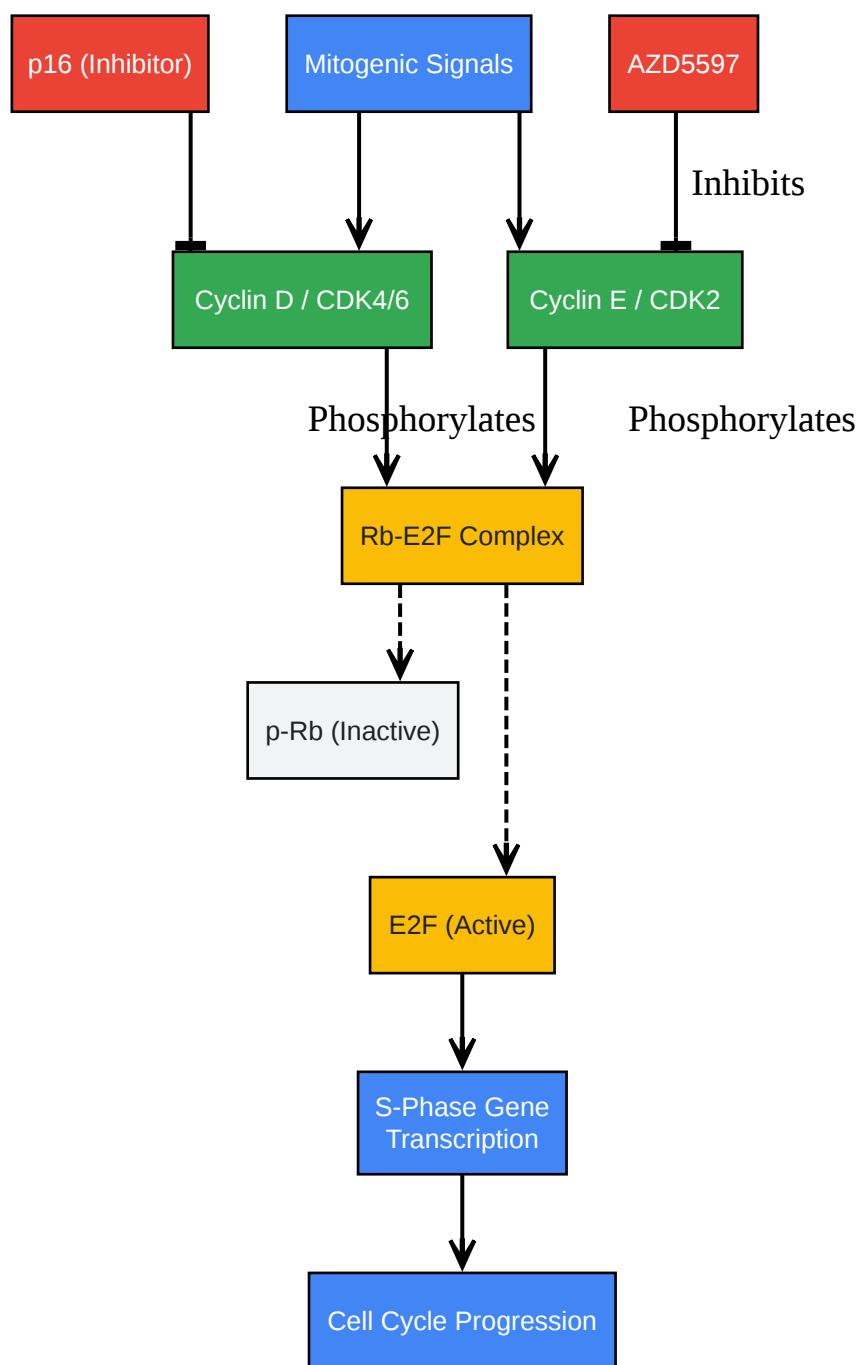 p16 (Inhibitor)
Mitogenic Signals
AZD5597
Inhibits
Cyclin D / CDK4/6
Cyclin E / CDK2
Phosphorylates
Phosphorylates
Rb-E2F Complex
p-Rb (Inactive)
E2F (Active)
S-Phase Gene
Transcription
Cell Cycle Progression